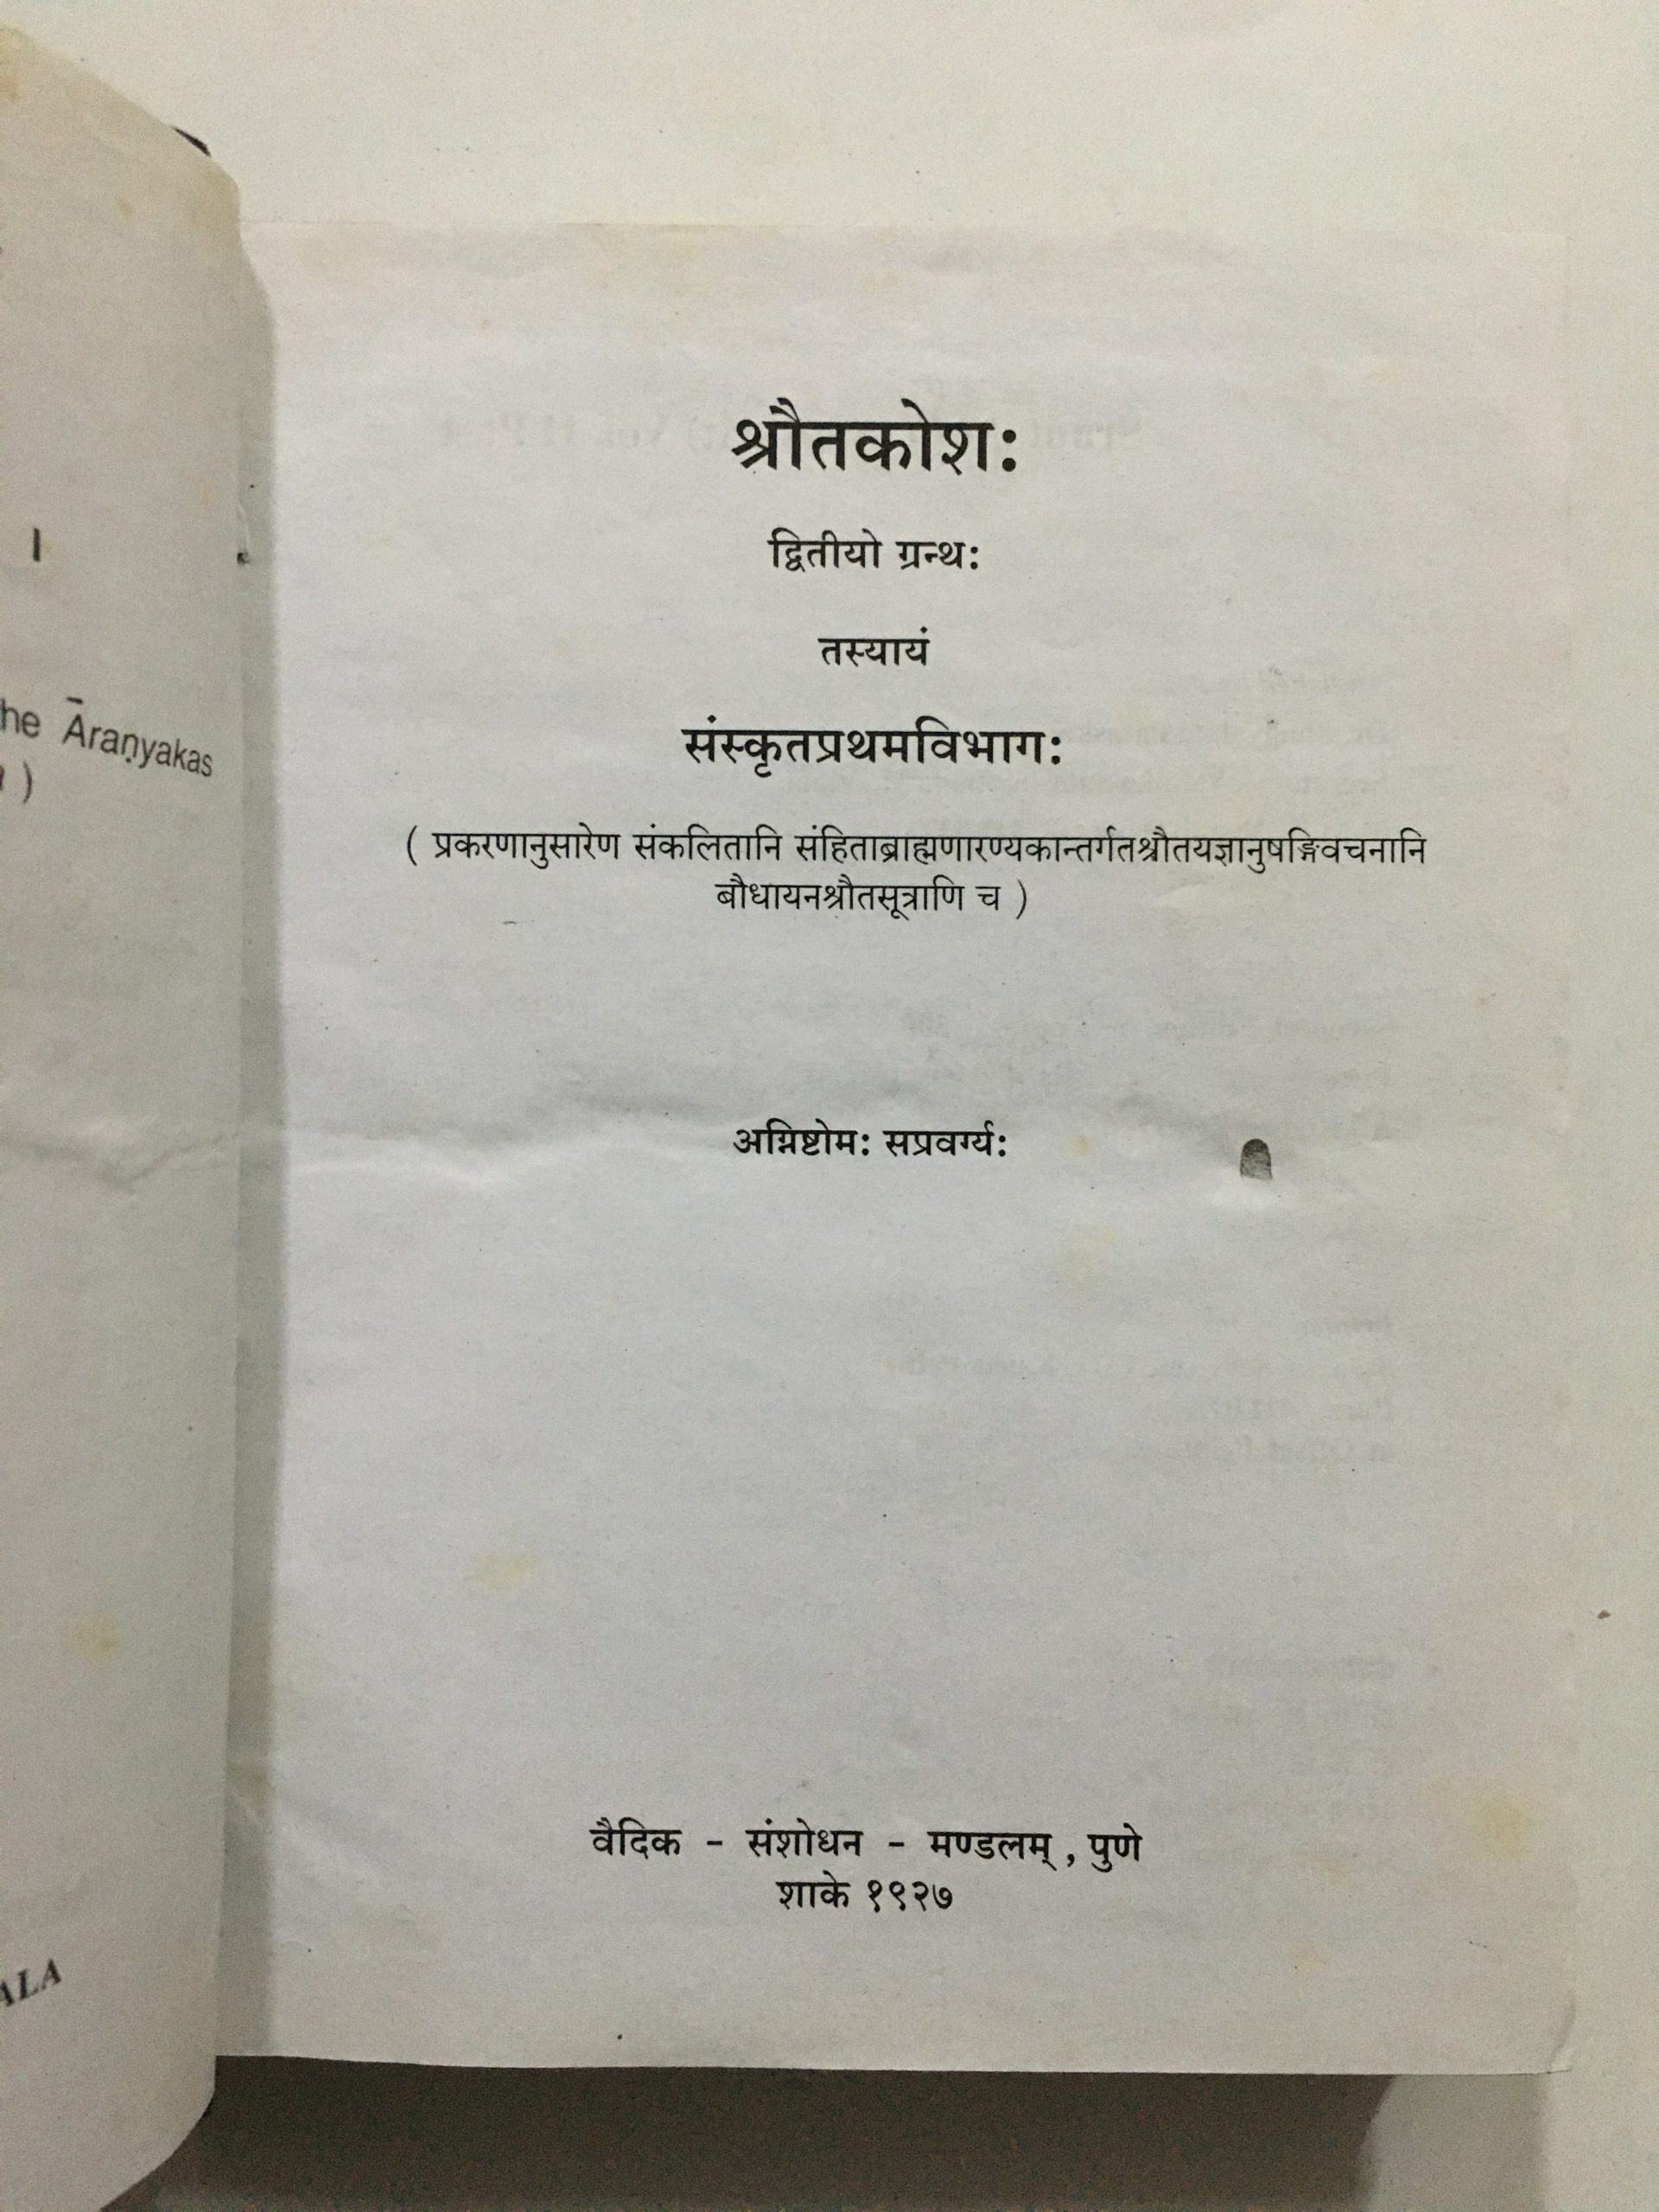 he Āraṇyakas
)
ALA
श्रौतकोशः
द्वितीयो ग्रन्थः
तस्यायं
संस्कृतप्रथमविभागः
( प्रकरणानुसारेण संकलितानि संहिताब्राह्मणारण्यकान्तर्गतश्रौतयज्ञानुषङ्गिवचनानि
बौधायनश्रौतसूत्राणि च )
अग्निष्टोमः सप्रवर्ग्यः
वैदिक - संशोधन - मण्डलम् , पुणे
शाके १९२७